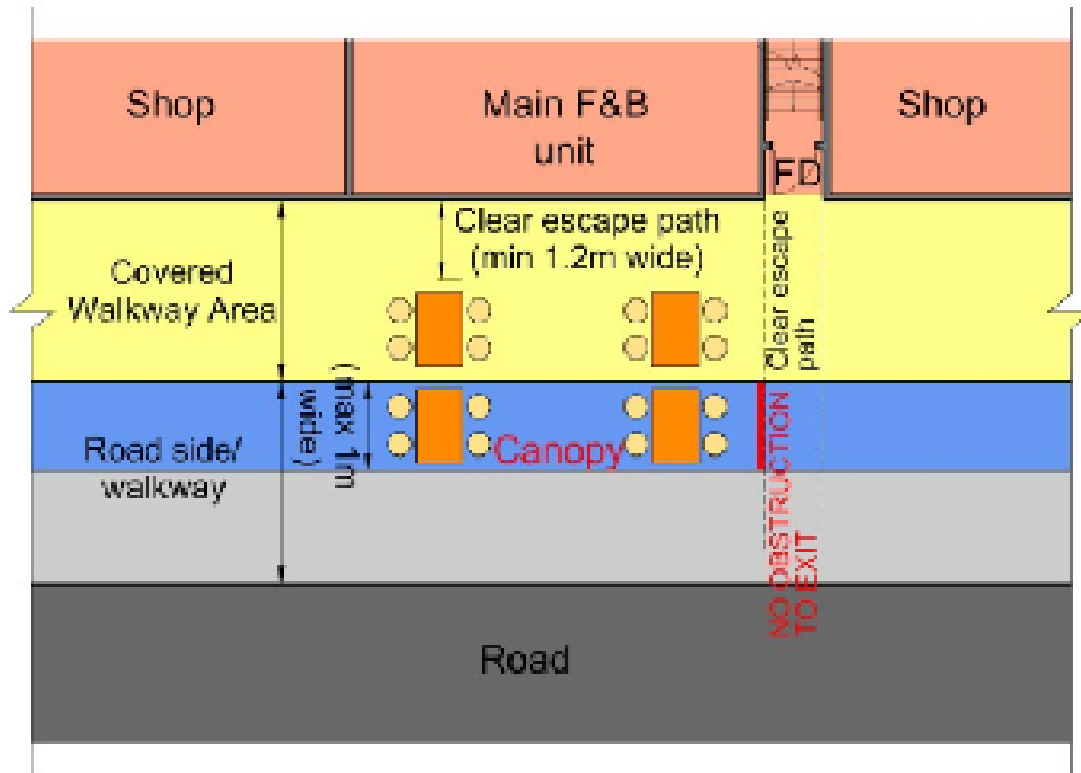 Shop
Main F&B
unit
Shop
FD
Clear escape path
(min 1.2m wide)
Clear escape
path
Covered
Walkway Area
(max 1m
wide)
Road side/
walkway
Canopy
NO OBSTRUCTION
TO EXIT
Road